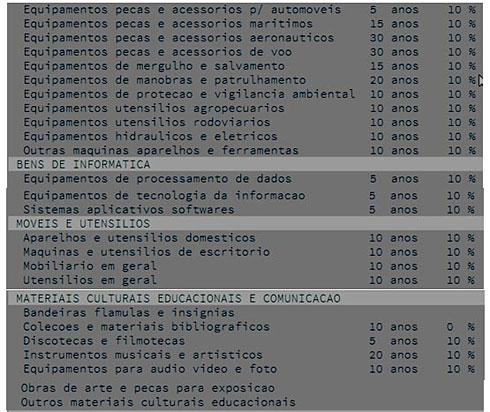 Equipamentos pecas e acessorios p/ automoveis 5 anos 10 %
Equipamentos pecas e acessorios maritimos 15 anos 10 %
Equipamentos pecas e acessorios aeronauticos 30 anos 10 %
Equipamentos pecas e acessorios de voo 30 anos 10 %
Equipamentos de mergulho e salvamento 15 anos 10 %
Equipamentos de manobras e patrulhamento 20 anos 10 %
Equipamentos de protecao e vigilancia ambiental 10 anos 10 %
Equipamentos utensilios agropecuarios 10 anos 10 %
Equipamentos utensilios rodoviarios 10 anos 10 %
Equipamentos hidraulicos e eletricos 10 anos 10 %
Outras maquinas aparelhos e ferramentas 10 anos 10 %
BENS DE INFORMATICA
Equipamentos de processamento de dados 5 anos 10 %
Equipamentos de tecnologia da informacao 5 anos 10 %
Sistemas aplicativos softwares 5 anos 10 %
MOVEIS E UTENSILIOS
Aparelhos e utensilios domesticos 10 anos 10 %
Maquinas e utensilios de escritorio 10 anos 10 %
Mobiliario em geral 10 anos 10 %
Utensilios em geral 10 anos 10 %
MATERIAIS CULTURAIS EDUCACIONAIS E COMUNICACAO
Bandeiras flamulas e insignias
Colecoes e materiais bibliograficos 10 anos 0 %
Discotecas e filmotecas 5 anos 10 %
Instrumentos musicais e artisticos 20 anos 10 %
Equipamentos para audio video e foto 10 anos 10 %
Obras de arte e pecas para exposicao
Outros materiais culturais educacionais